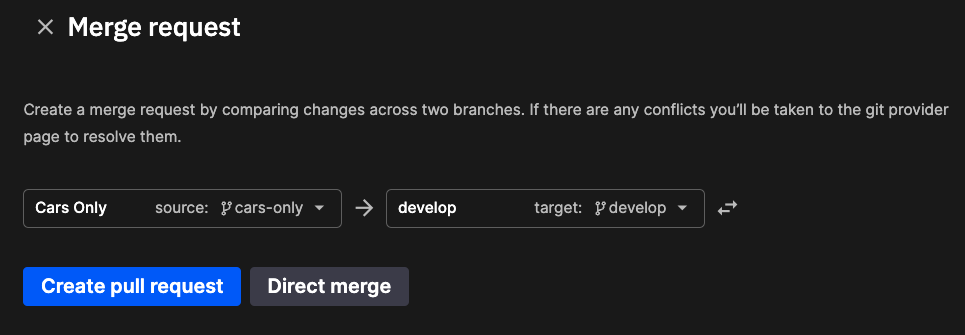 Merge request
Create a merge request by comparing changes across two branches. If there are any conflicts you’ll be taken to the git provider
page to resolve them.
Cars Only source: cars-only develop target: develop
Create pull request Direct merge